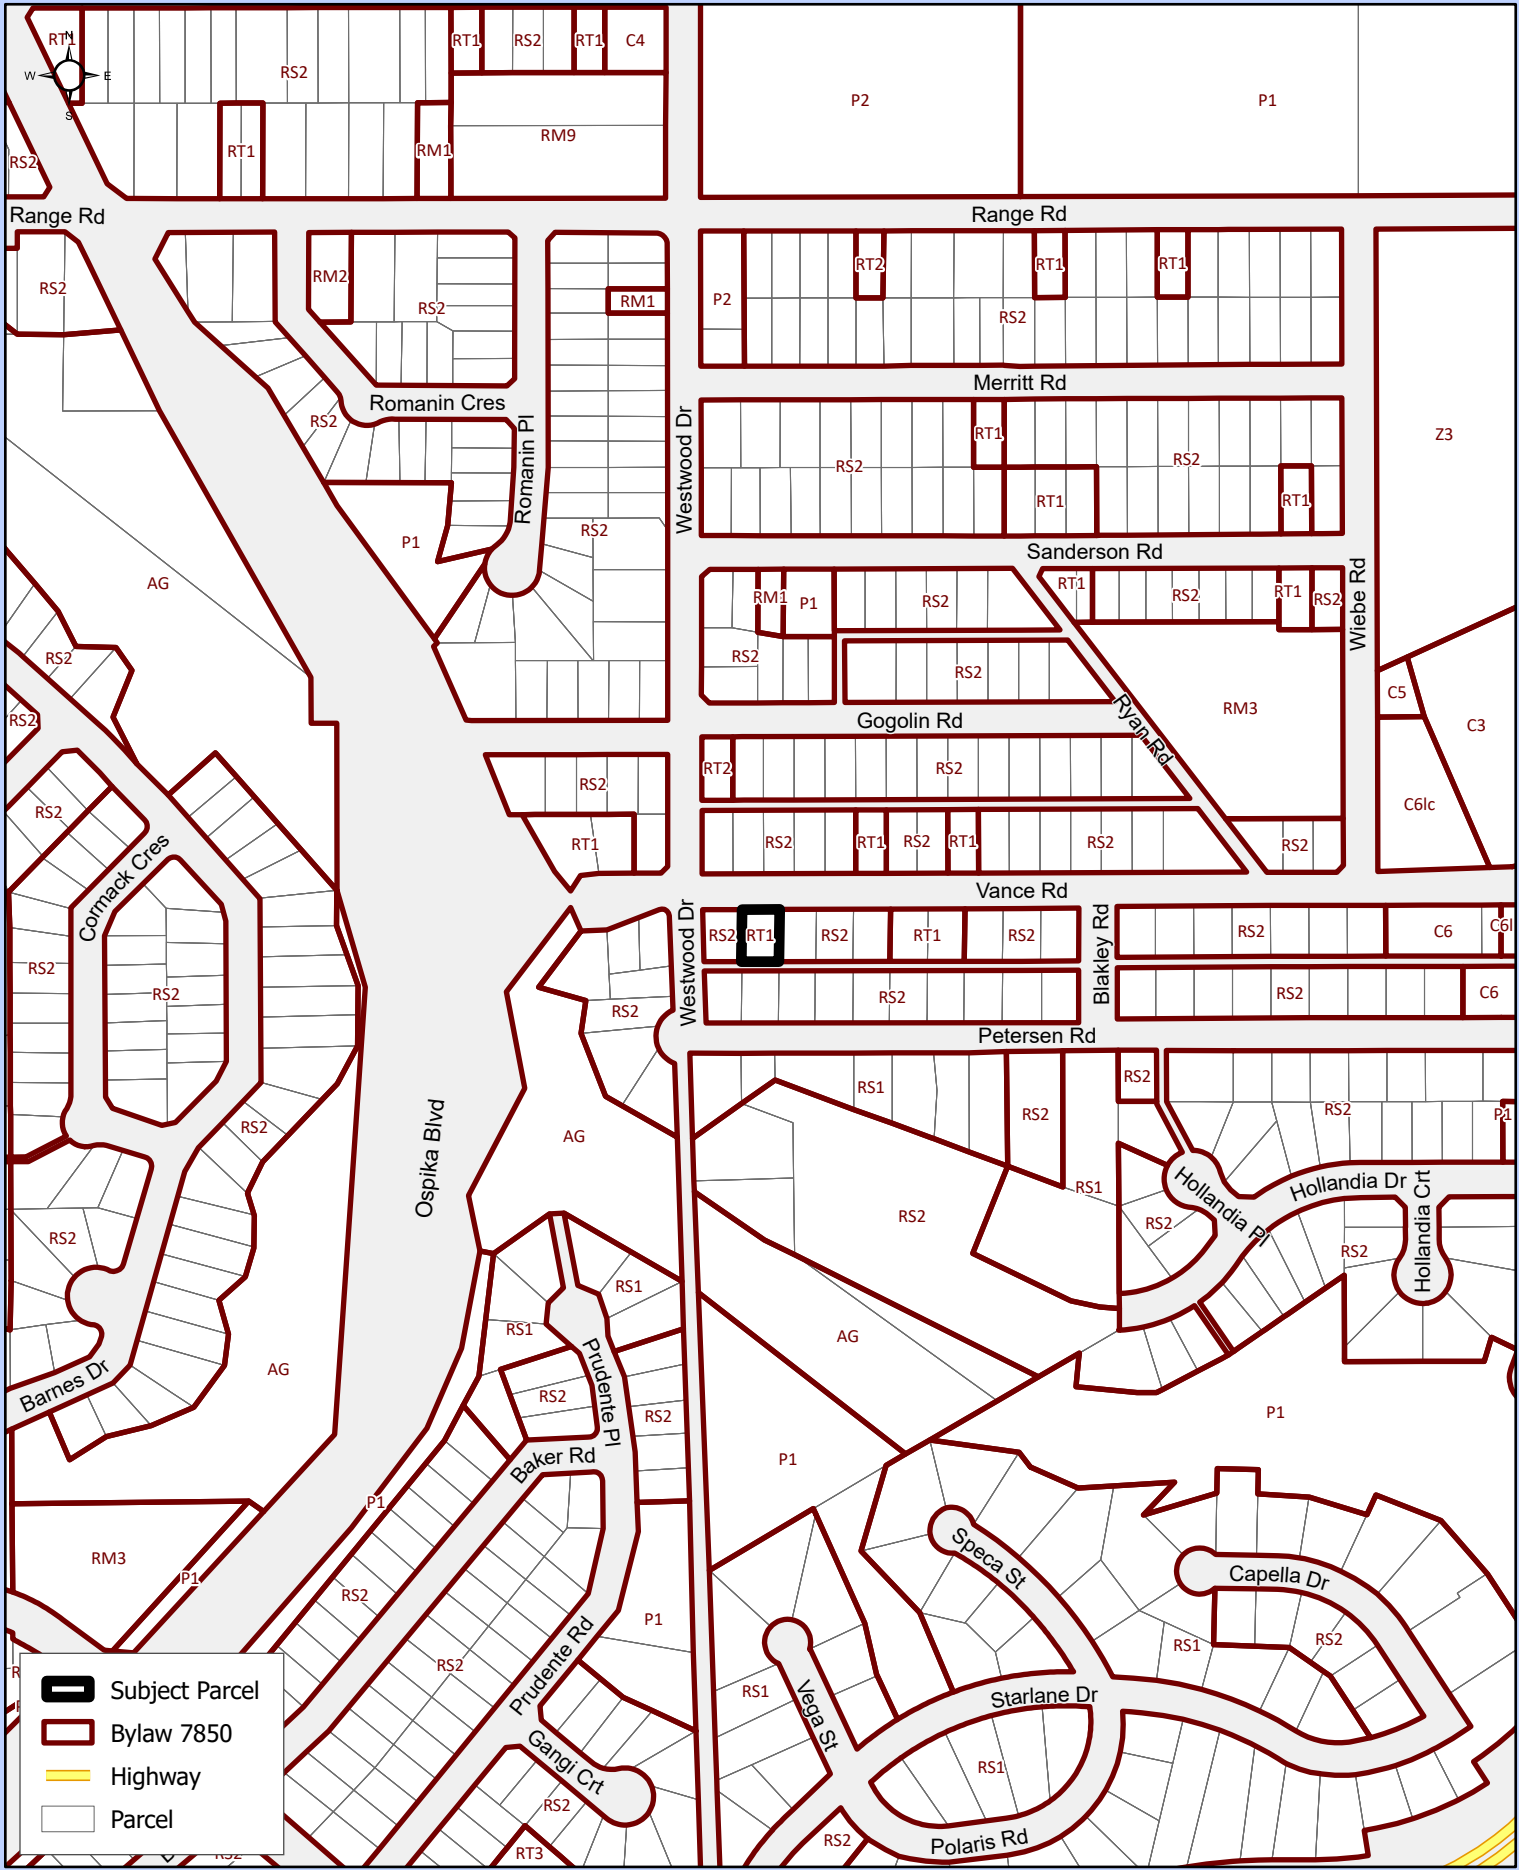 RT1
N
W
E
S
RS2
RT1
RS2
RT1
C4
RM9
RT1
RM1
RS2
P2
P1
Range Rd
Range Rd
RS2
RM2
RS2
RM1
P2
RT2
RT1
RT1
RS2
Merritt Rd
Romanin Cres
RS2
Romanin Pl
Westwood Dr
RS2
RT1
RS2
RT1
RT1
Z3
P1
RS2
AG
Sanderson Rd
Wiebe Rd
RM1
P1
RS2
RT1
RS2
RT1
RS2
RS2
RS2
RS2
RS2
Ryan Rd
RM3
C5
C3
C6lc
Gogolin Rd
RT2
RS2
RS2
RT1
RS2
RT1
RS2
RT1
RS2
RS2
RS2
Cormack Cres
Vance Rd
Westwood Dr
RS2
RT1
RS2
RT1
RS2
Blakley Rd
RS2
C6
C6l
RS2
RS2
RS2
RS2
RS2
C6
Petersen Rd
RS1
RS2
RS2
RS2
P1
Ospika Blvd
AG
RS2
RS1
RS2
RS2
Hollandia Pl
Hollandia Dr
Hollandia Crt
RS2
RS2
RS1
RS1
AG
Prudente Pl
RS2
RS2
Barnes Dr
AG
P1
Baker Rd
P1
P1
RM3
P1
RS2
Speca St
Capella Dr
P1
Prudente Rd
RS2
RS1
RS2
RS1
Vega St
Starlane Dr
Gangi Crt
RS1
RS2
RS2
Polaris Rd
RT3
Subject Parcel
Bylaw 7850
Highway
Parcel